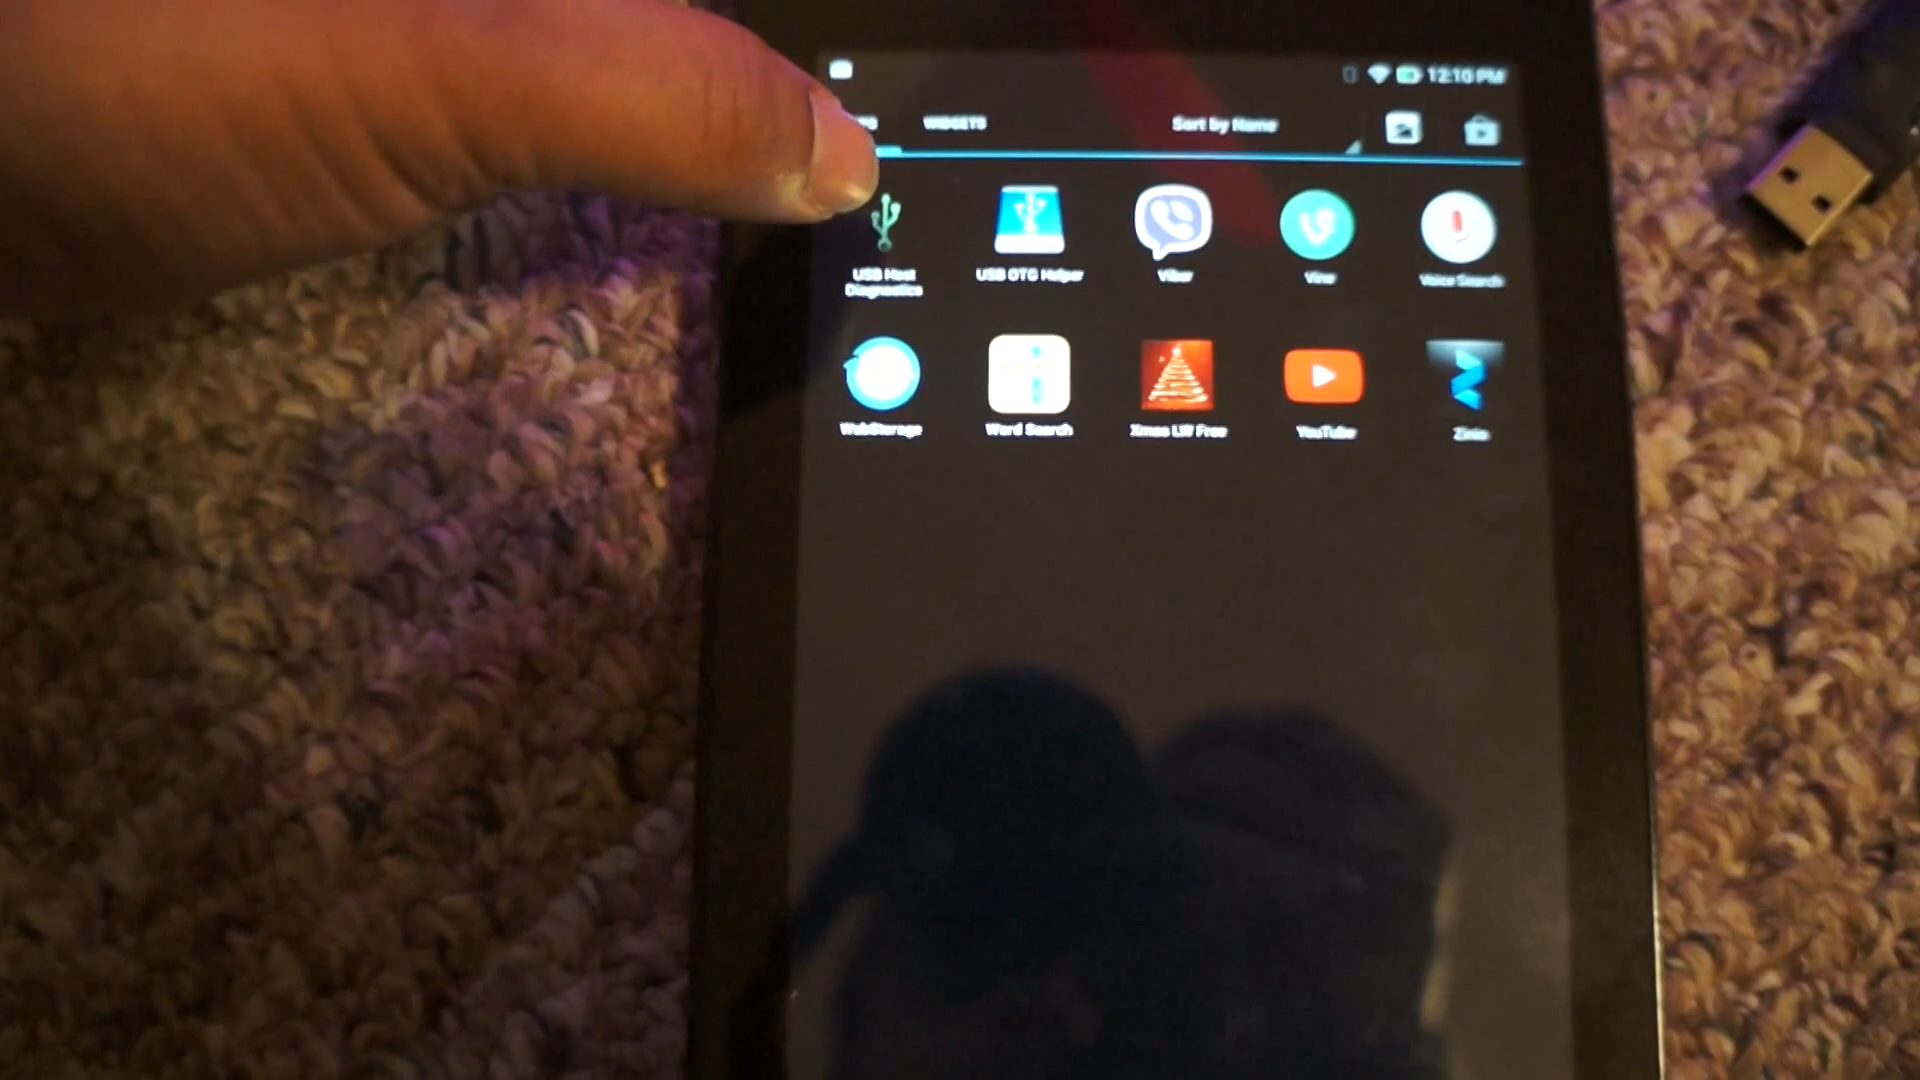 12:10 PM
WIDGETS
Sort by Name
USB Host
Diagnostics
USB OTG Helper
Viber
Vine
Voice Search
WebStorage
Word Search
Xmas LW Free
YouTube
Zinio